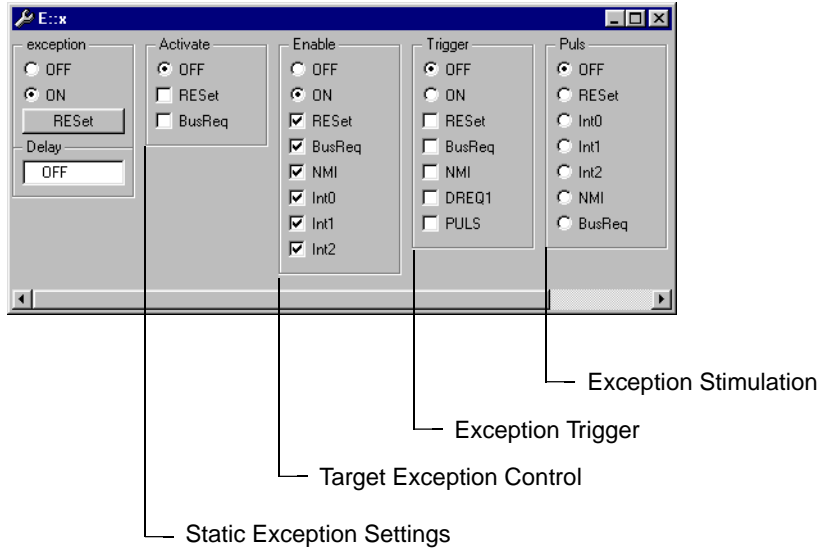 E::x
exception
OFF
ON
RESet
Delay
OFF
Activate
OFF
RESet
BusReq
Enable
OFF
ON
RESet
BusReq
NMI
Int0
Int1
Int2
Trigger
OFF
ON
RESet
BusReq
NMI
DREQ1
PULS
Puls
OFF
RESet
Int0
Int1
Int2
NMI
BusReq
Exception Stimulation
Exception Trigger
Target Exception Control
Static Exception Settings